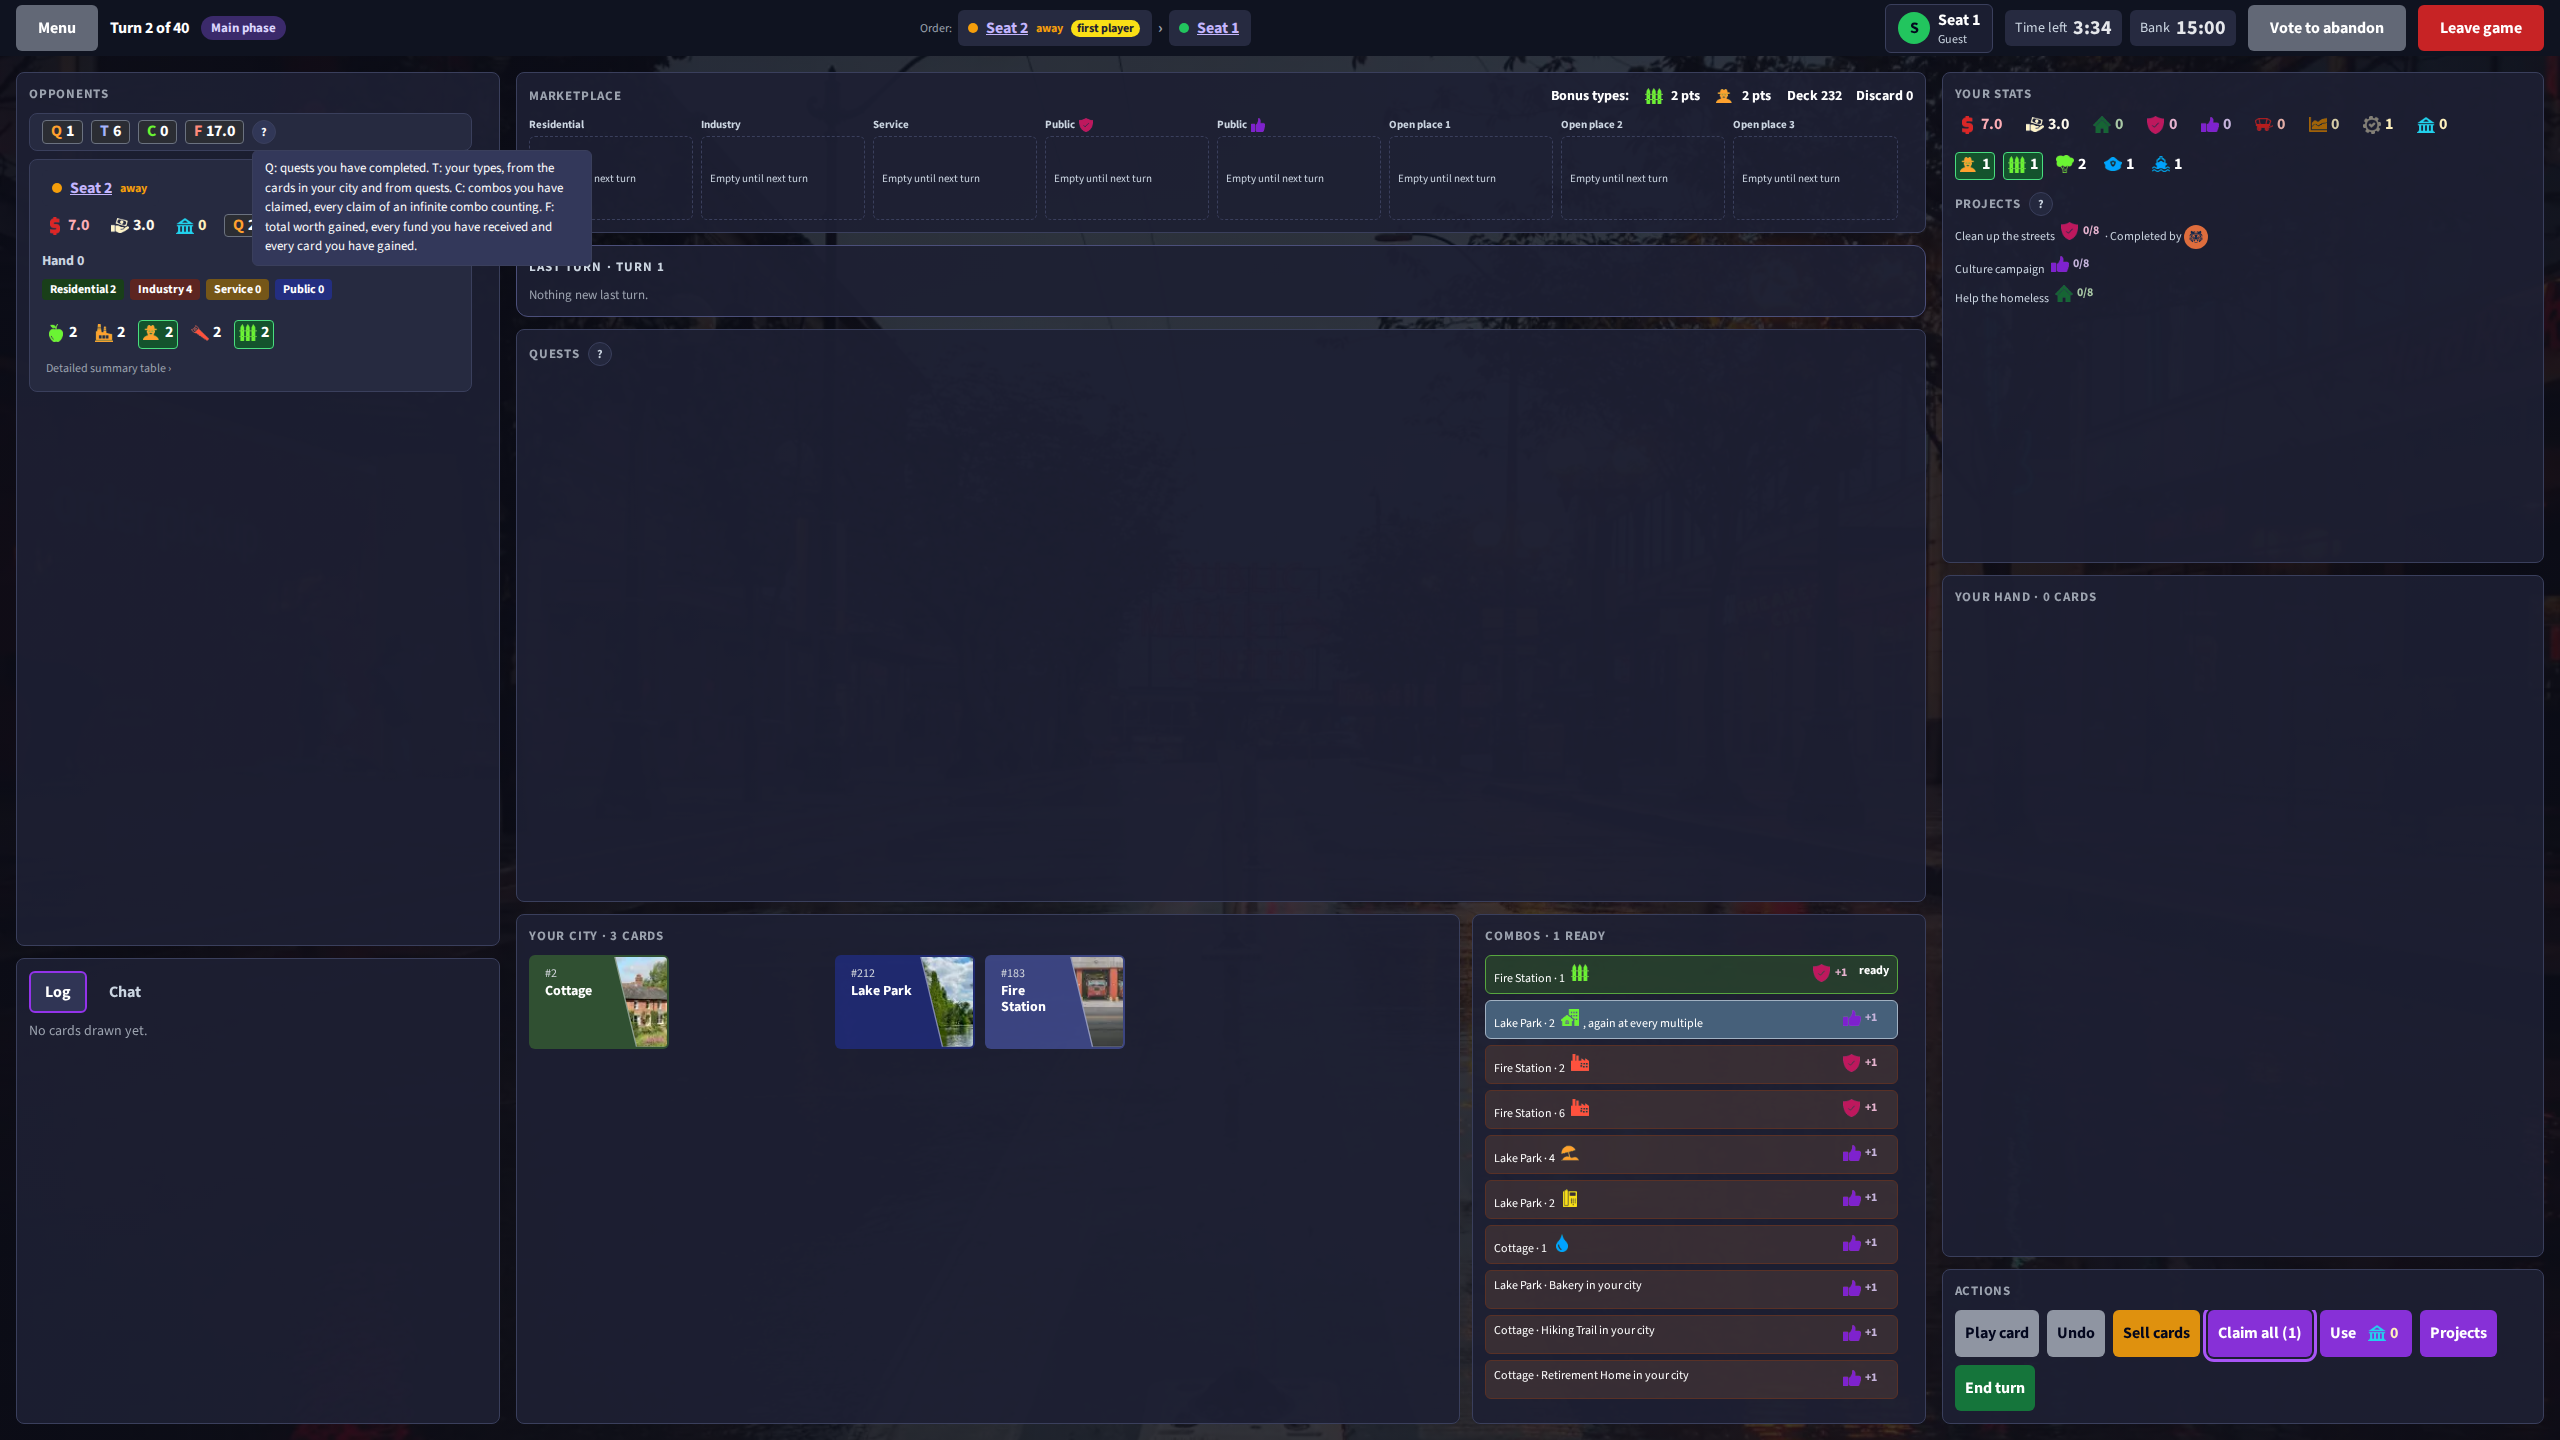 Menu
Turn 2 of 40
Main phase
Order:
Seat 2 away first player
›
Seat 1
S
Seat 1
Guest
Time left 3:34
Bank 15:00
Vote to abandon
Leave game
OPPONENTS
Q 1
T 6
C 0
F 17.0
?
Q: quests you have completed. T: your types, from the
cards in your city and from quests. C: combos you have
claimed, every claim of an infinite combo counting. F:
total worth gained, every fund you have received and
every card you have gained.
Seat 2 away
7.0
3.0
0
Q
Hand 0
Residential 2
Industry 4
Service 0
Public 0
2
2
2
2
2
Detailed summary table ›
Log
Chat
No cards drawn yet.
MARKETPLACE
Bonus types:
2 pts
2 pts
Deck 232
Discard 0
Residential
Industry
Service
Public
Public
Open place 1
Open place 2
Open place 3
next turn
Empty until next turn
Empty until next turn
Empty until next turn
Empty until next turn
Empty until next turn
Empty until next turn
Empty until next turn
LAST TURN · TURN 1
Nothing new last turn.
QUESTS
?
YOUR CITY · 3 CARDS
#2
Cottage
#212
Lake Park
#183
Fire
Station
COMBOS · 1 READY
Fire Station · 1 +1 ready
Lake Park · 2 , again at every multiple +1
Fire Station · 2 +1
Fire Station · 6 +1
Lake Park · 4 +1
Lake Park · 2 +1
Cottage · 1 +1
Lake Park · Bakery in your city +1
Cottage · Hiking Trail in your city +1
Cottage · Retirement Home in your city +1
YOUR STATS
7.0
3.0
0
0
0
0
0
1
0
1
1
2
1
1
PROJECTS
?
Clean up the streets 0/8 · Completed by
Culture campaign 0/8
Help the homeless 0/8
YOUR HAND · 0 CARDS
ACTIONS
Play card
Undo
Sell cards
Claim all (1)
Use 0
Projects
End turn